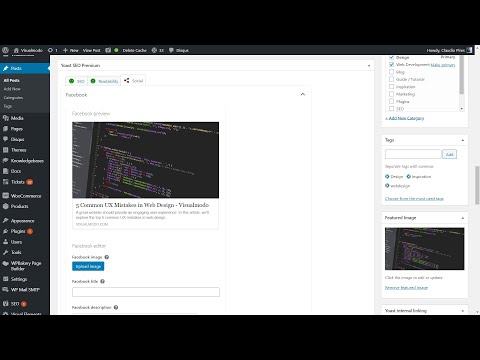 Visualmodo
10
New
View Post
Delete Cache
33
Insights
Howdy, Claudio Pires
Posts
All Posts
Add New
Categories
Tags
Media
Pages
Disqus
Themes
Knowledgebases
Docs
Tickets
WooCommerce
Products
Appearance
Plugins
Users
Tools
WPBakery Page
Builder
Settings
WP Mail SMTP
SEO
Visual Elements
Yoast SEO Premium
SEO
Readability
Social
Facebook
Facebook preview
5 Common UX Mistakes in Web Design - Visualmodo
A great website should provide an engaging user experience. In this article, we'll
explore the top 5 common UX mistakes in web design.
VISUALMODO.COM
Facebook editor
Facebook image
Upload Image
Facebook title
Facebook description
Design
Primary
Web Development
Make primary
Blog
Guide / Tutorial
Inspiration
Marketing
Plugins
SEO
+ Add New Category
Tags
Add
Separate tags with commas
Design
Inspiration
webdesign
Choose from the most used tags
Featured Image
Click the image to edit or update
Remove featured image
Yoast internal linking